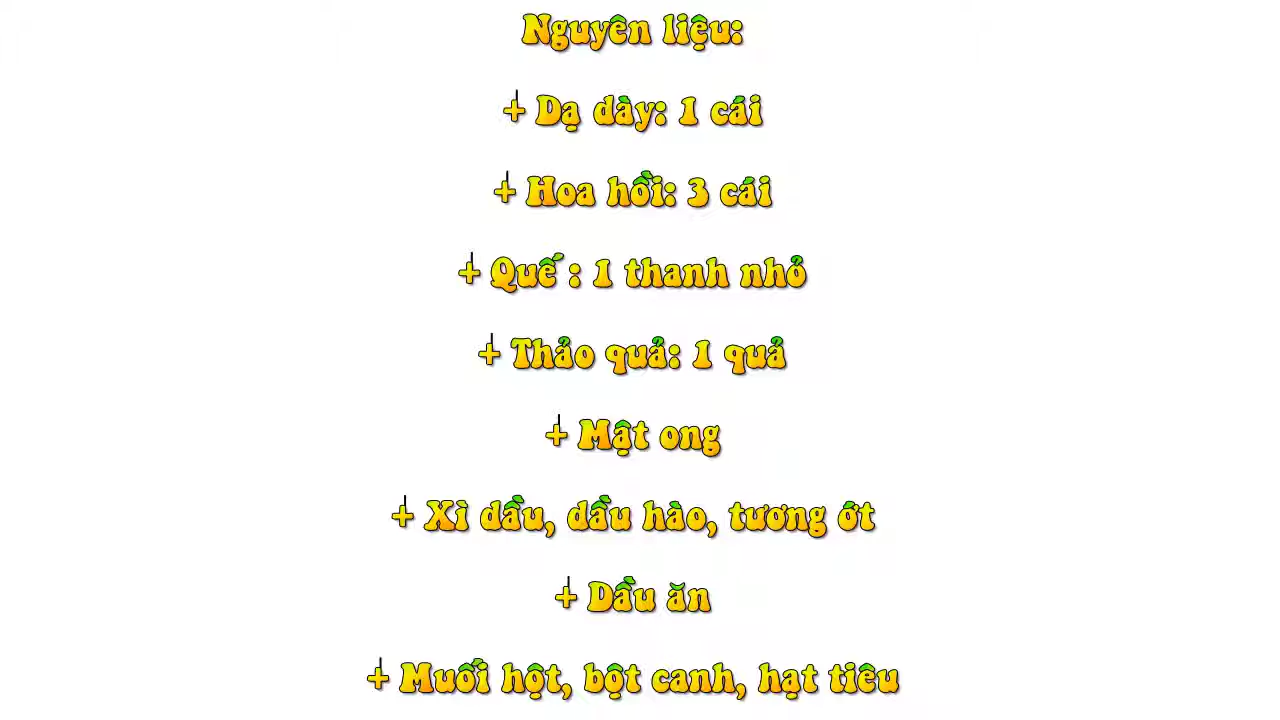 Nguyên liệu:
+ Dạ dày: 1 cái
+ Hoa hồi: 3 cái
+ Quế : 1 thanh nhỏ
+ Thảo quả: 1 quả
+ Mật ong
+ Xì dầu, dầu hào, tương ớt
+ Dầu ăn
+ Muối hột, bột canh, hạt tiêu